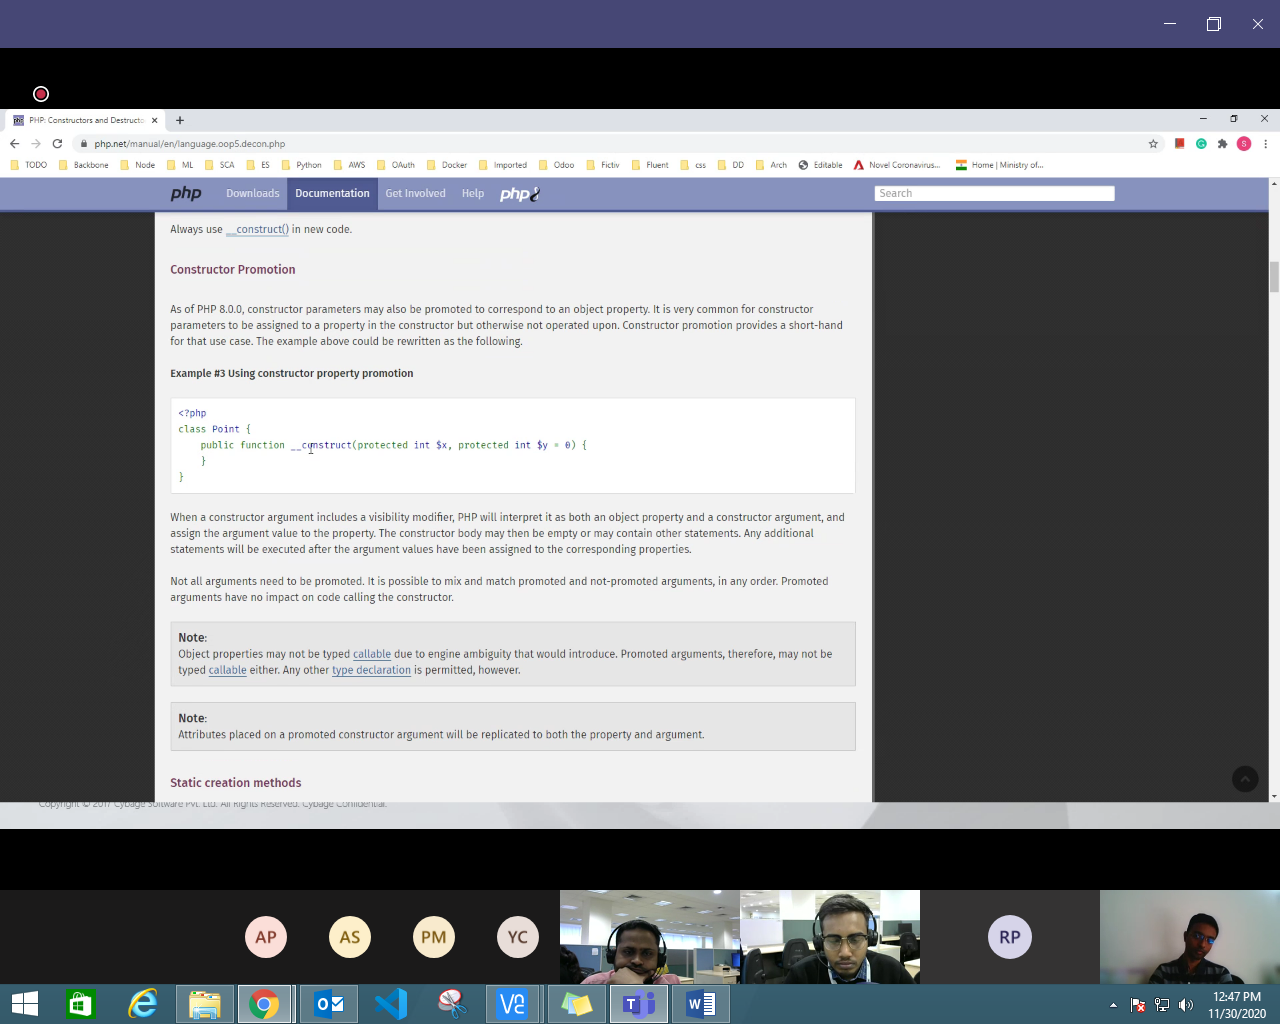 PHP: Constructors and Destructo
php.net/manual/en/language.oop5.decon.php
S
TODO Backbone Node ML SCA ES Python AWS OAuth Docker Imported Odoo Fictiv Fluent css DD Arch Editable Novel Coronavirus... Home | Ministry of...
php Downloads Documentation Get Involved Help php8 Search
Always use __construct() in new code.
Constructor Promotion
As of PHP 8.0.0, constructor parameters may also be promoted to correspond to an object property. It is very common for constructor
parameters to be assigned to a property in the constructor but otherwise not operated upon. Constructor promotion provides a short-hand
for that use case. The example above could be rewritten as the following.
Example #3 Using constructor property promotion
<?php
class Point {
    public function __construct(protected int $x, protected int $y = 0) {
    }
}
When a constructor argument includes a visibility modifier, PHP will interpret it as both an object property and a constructor argument, and
assign the argument value to the property. The constructor body may then be empty or may contain other statements. Any additional
statements will be executed after the argument values have been assigned to the corresponding properties.
Not all arguments need to be promoted. It is possible to mix and match promoted and not-promoted arguments, in any order. Promoted
arguments have no impact on code calling the constructor.
Note:
Object properties may not be typed callable due to engine ambiguity that would introduce. Promoted arguments, therefore, may not be
typed callable either. Any other type declaration is permitted, however.
Note:
Attributes placed on a promoted constructor argument will be replicated to both the property and argument.
Static creation methods
Copyright © 2017 Cybage Software Pvt. Ltd. All Rights Reserved. Cybage Confidential.
AP AS PM YC RP
12:47 PM
11/30/2020